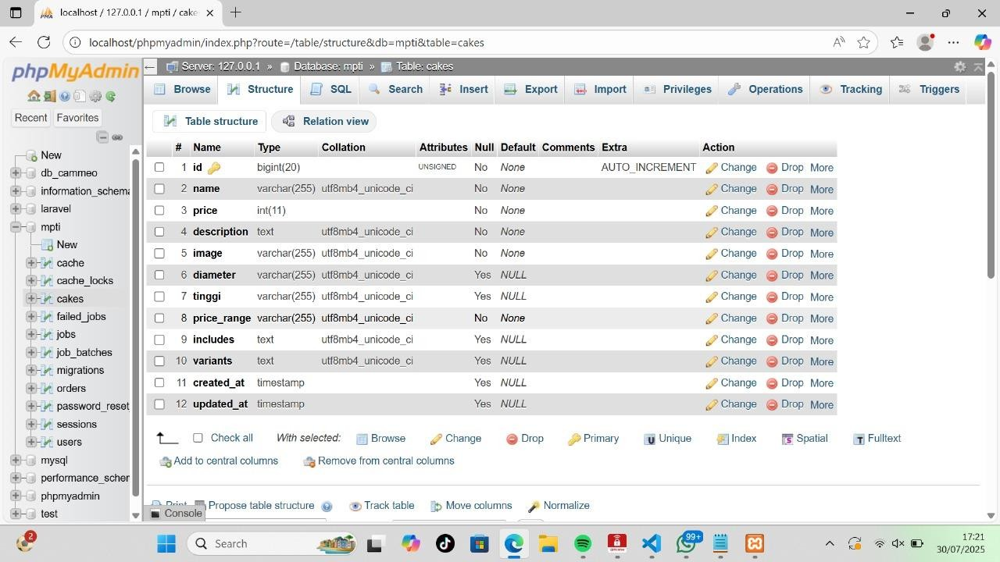 localhost / 127.0.0.1 / mpti / cake
localhost/phpmyadmin/index.php?route=/table/structure&db=mpti&table=cakes
phpMyAdmin
Recent Favorites
New
db_cammeo
information_schema
laravel
mpti
New
cache
cache_locks
cakes
failed_jobs
jobs
job_batches
migrations
orders
password_reset
sessions
users
mysql
performance_scher
phpmyadmin
test
Server: 127.0.0.1 » Database: mpti » Table: cakes
Browse Structure SQL Search Insert Export Import Privileges Operations Tracking Triggers
Table structure Relation view
# Name Type Collation Attributes Null Default Comments Extra Action
1 id bigint(20) UNSIGNED No None AUTO_INCREMENT Change Drop More
2 name varchar(255) utf8mb4_unicode_ci No None Change Drop More
3 price int(11) No None Change Drop More
4 description text utf8mb4_unicode_ci No None Change Drop More
5 image varchar(255) utf8mb4_unicode_ci No None Change Drop More
6 diameter varchar(255) utf8mb4_unicode_ci Yes NULL Change Drop More
7 tinggi varchar(255) utf8mb4_unicode_ci Yes NULL Change Drop More
8 price_range varchar(255) utf8mb4_unicode_ci No None Change Drop More
9 includes text utf8mb4_unicode_ci Yes NULL Change Drop More
10 variants text utf8mb4_unicode_ci Yes NULL Change Drop More
11 created_at timestamp Yes NULL Change Drop More
12 updated_at timestamp Yes NULL Change Drop More
Check all With selected: Browse Change Drop Primary Unique Index Spatial Fulltext
Add to central columns Remove from central columns
Print Propose table structure Track table Move columns Normalize
Console
2 Search 99+ 17:21
30/07/2025